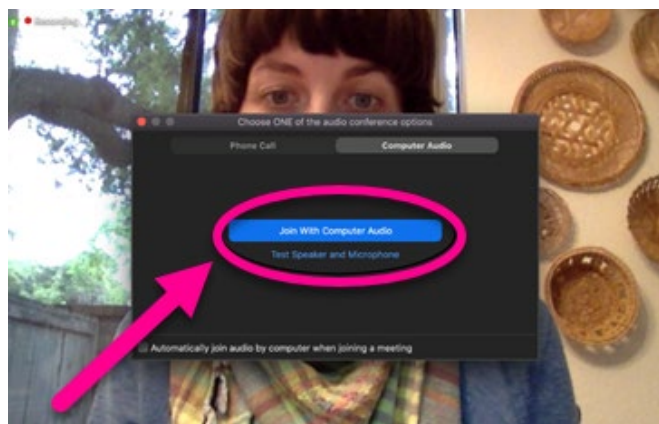 Recording...
Choose ONE of the audio conference options
Phone Call
Computer Audio
Join With Computer Audio
Test Speaker and Microphone
Automatically join audio by computer when joining a meeting